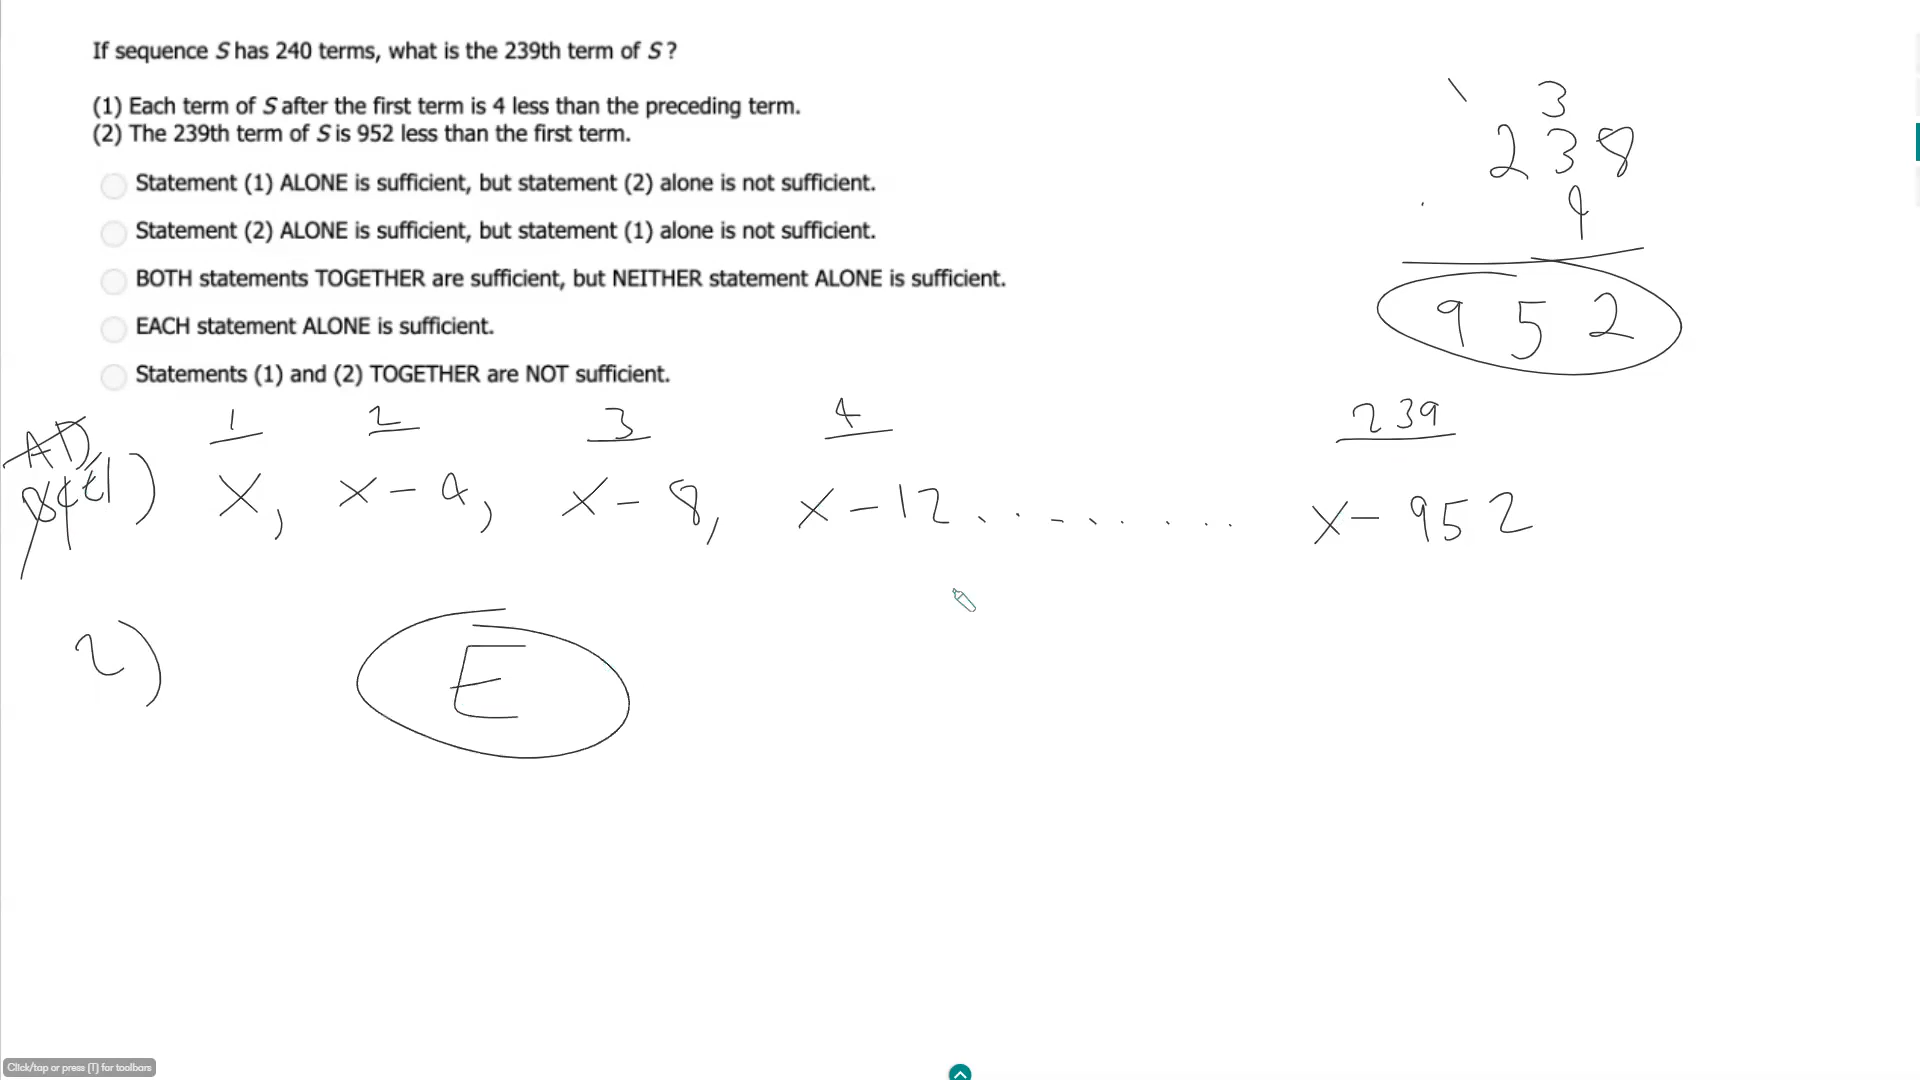 If sequence S has 240 terms, what is the 239th term of S?
(1) Each term of S after the first term is 4 less than the preceding term.
(2) The 239th term of S is 952 less than the first term.
Statement (1) ALONE is sufficient, but statement (2) alone is not sufficient.
Statement (2) ALONE is sufficient, but statement (1) alone is not sufficient.
BOTH statements TOGETHER are sufficient, but NEITHER statement ALONE is sufficient.
EACH statement ALONE is sufficient.
Statements (1) and (2) TOGETHER are NOT sufficient.
3
238
4
952
AD
1 2 3 4 239
1) x, x-4, x-8, x-12........ x-952
2) E
Click/tap or press [T] for toolbars